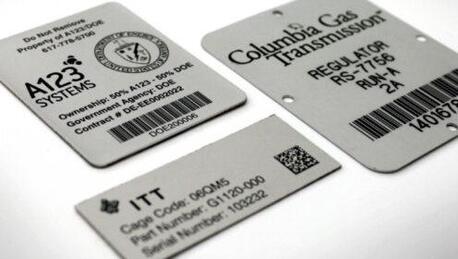 Do Not Remove
Property of A123/DOE
617-778-5700
A123
SYSTEMS
Ownership: 50% A123 - 50% DOE
Government Agency: DOE
Contract # DE-EE0002022
DOE200006
Columbia Gas
Transmission™
REGULATOR
RS-7756
RUN-A
2A
1401678
ITT
Cage Code: 06QM5
Part Number: G1120-000
Serial Number: 103232